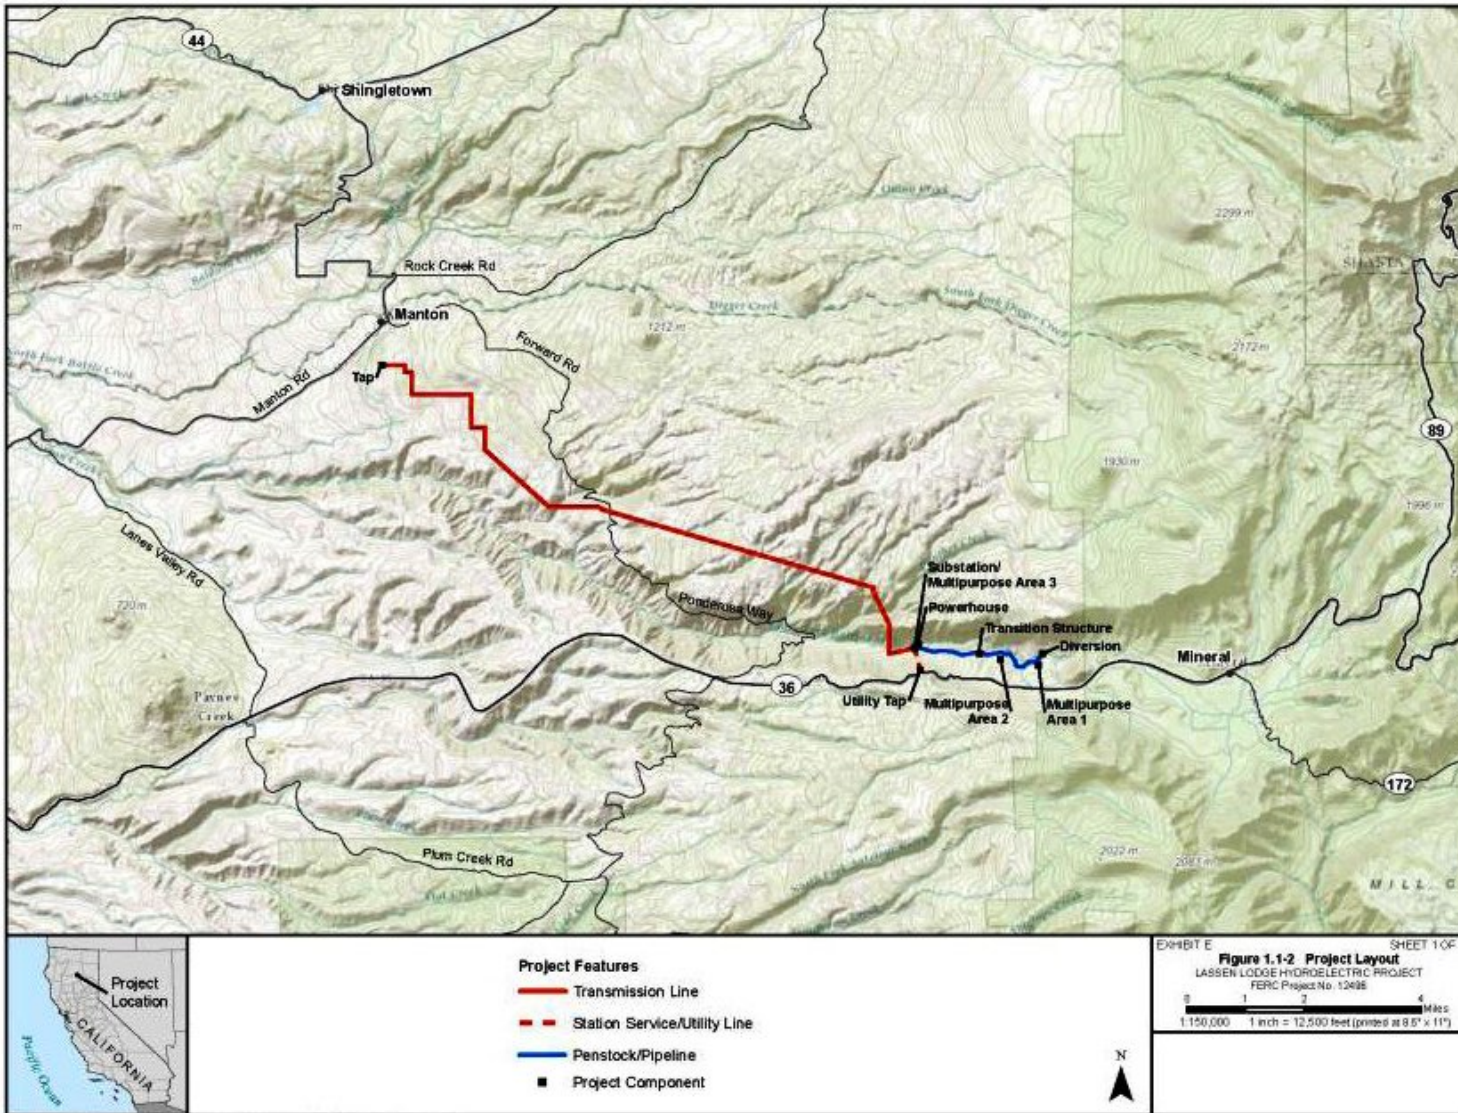 44
Shingletown
2299 m
SHASTA
Rock Creek Rd
Digger Creek
South Fork Digger Creek
Manton
1212 m
Forward Rd
2172 m
North Fork Battle Creek
Manton Rd
Tap
89
1930 m
1996 m
Lanes Valley Rd
Substation/
Multipurpose Area 3
720 m
Ponderosa Way
Powerhouse
Transition Structure
Diversion
Mineral
36
Utility Tap
Multipurpose
Area 2
Multipurpose
Area 1
Paynes
Creek
172
Plum Creek Rd
2022 m
2083 m
MILL C
Project
Location
CALIFORNIA
Pacific Ocean
Project Features
Transmission Line
Station Service/Utility Line
Penstock/Pipeline
Project Component
N
EXHIBIT E
SHEET 1 OF
Figure 1.1-2 Project Layout
LASSEN LODGE HYDROELECTRIC PROJECT
FERC Project No. 12496
0 1 2 4
Miles
1:150,000 1 inch = 12,500 feet (printed at 8.5" x 11")